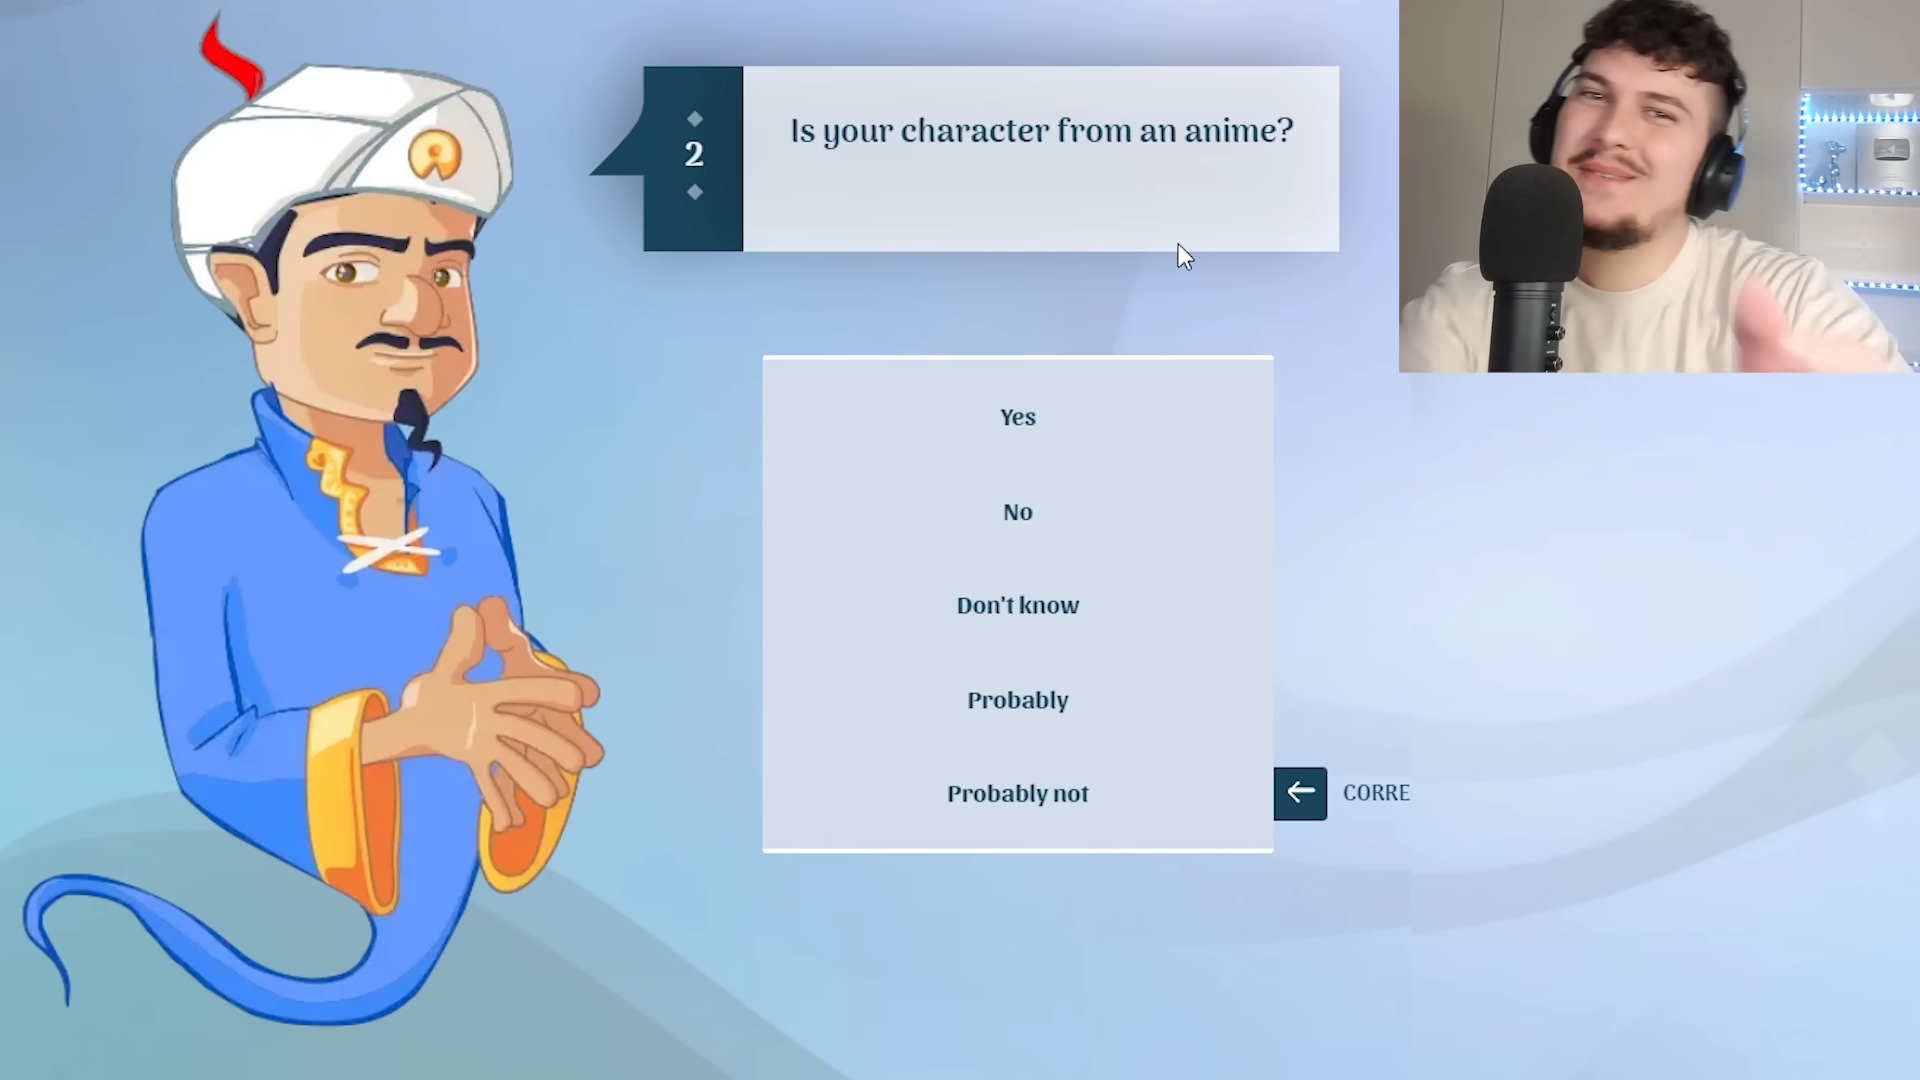 2
Is your character from an anime?
Yes
No
Don't know
Probably
Probably not
CORRE